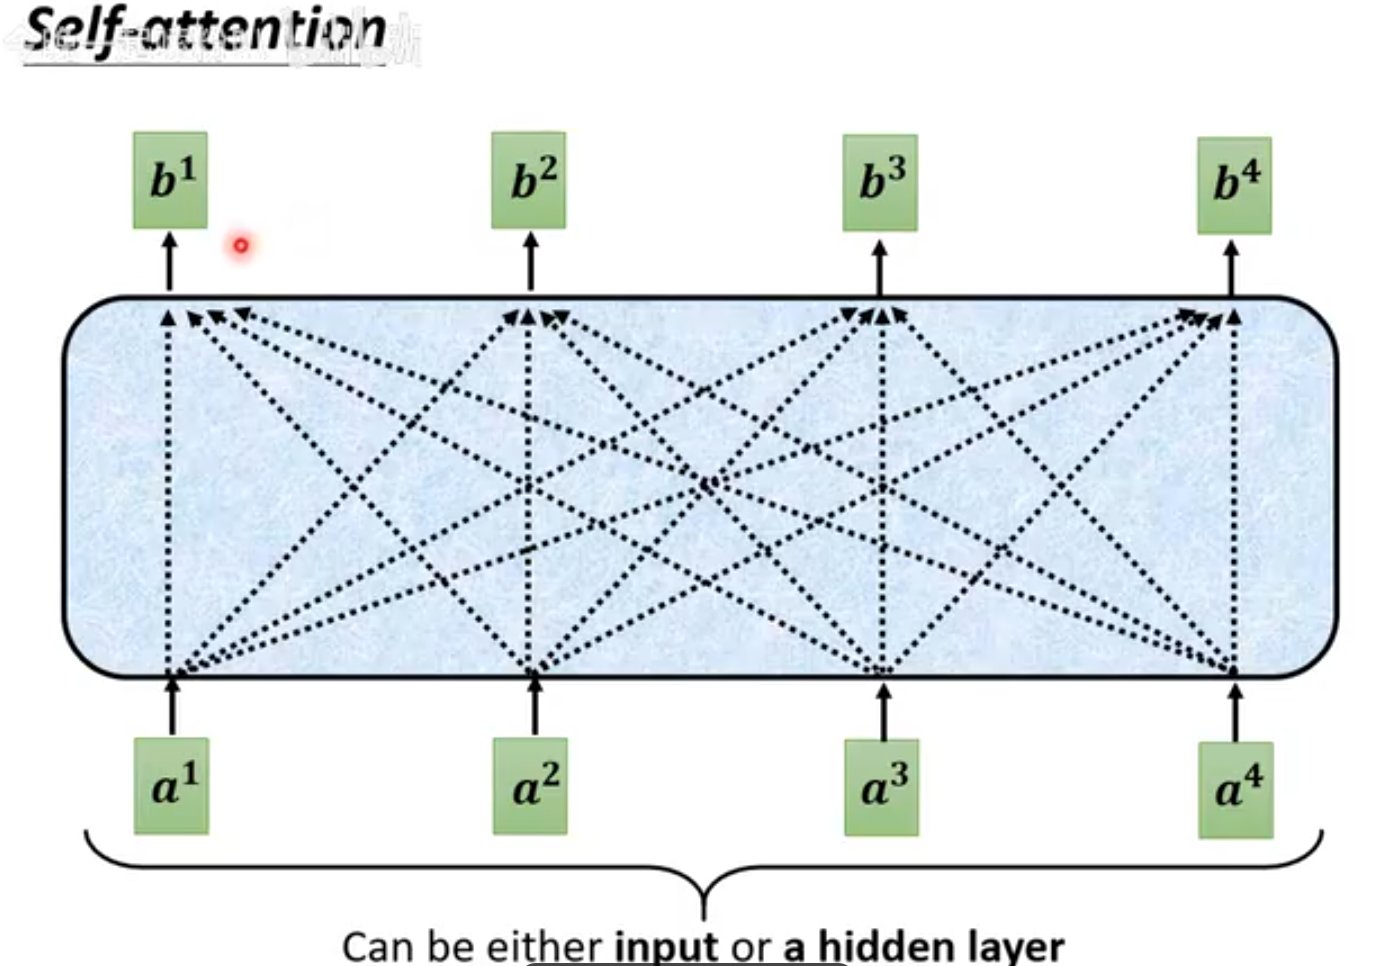 Self-attention
b¹ b² b³ b⁴
a¹ a² a³ a⁴
Can be either input or a hidden layer